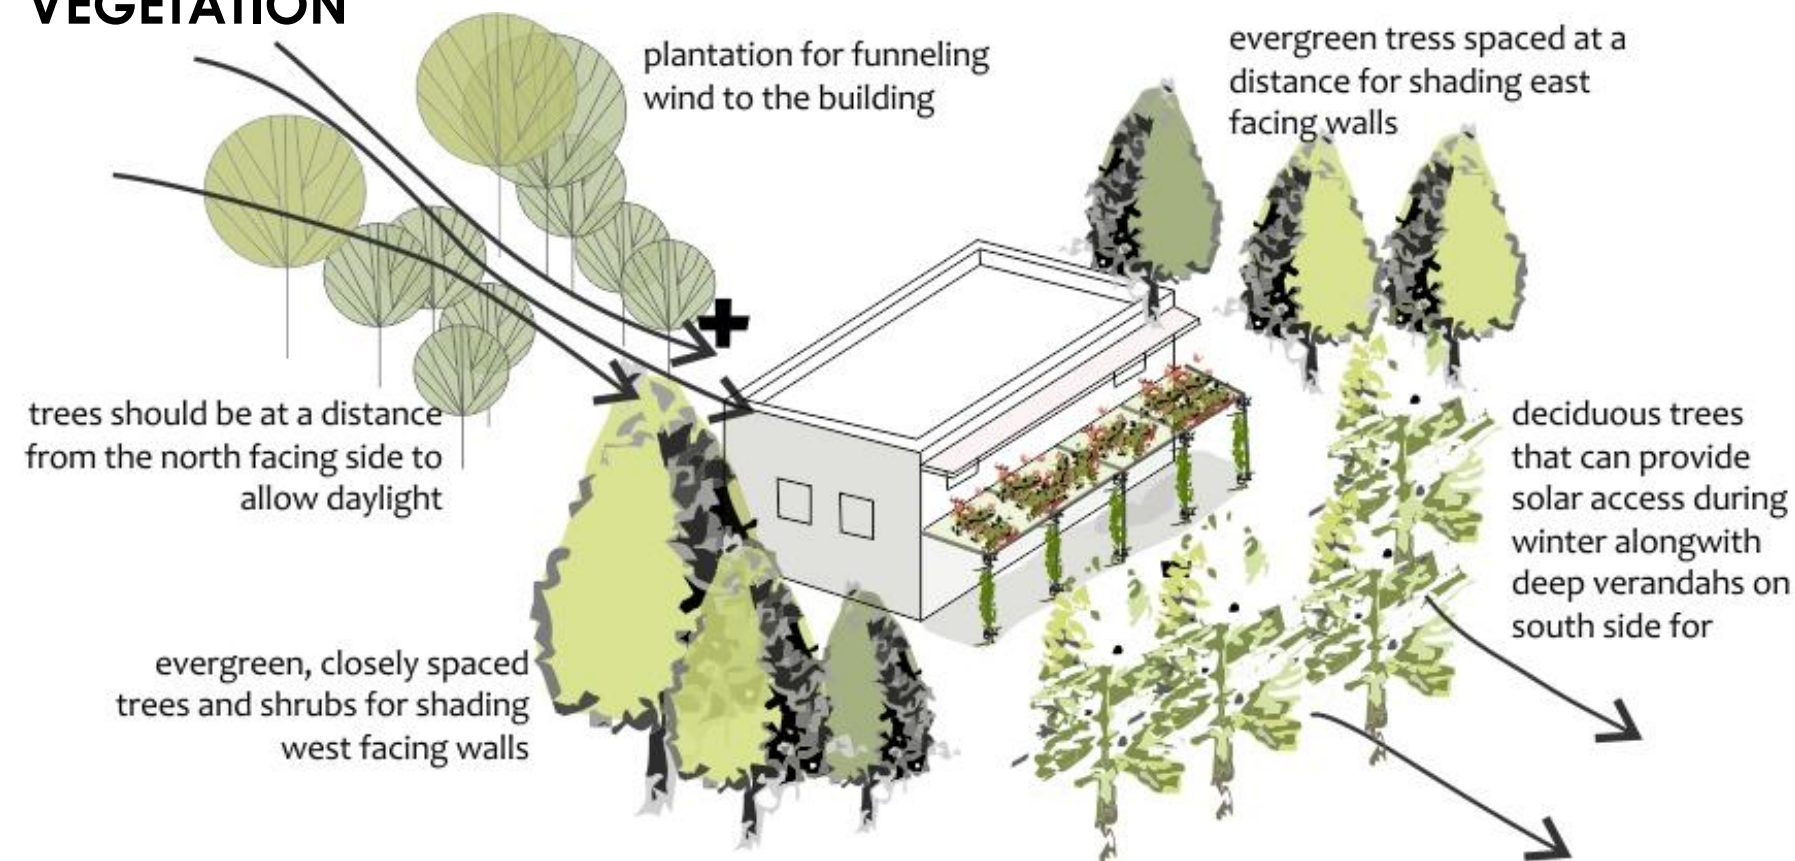 VEGETATION
plantation for funneling
wind to the building
evergreen tress spaced at a
distance for shading east
facing walls
trees should be at a distance
from the north facing side to
allow daylight
deciduous trees
that can provide
solar access during
winter alongwith
deep verandahs on
south side for
evergreen, closely spaced
trees and shrubs for shading
west facing walls